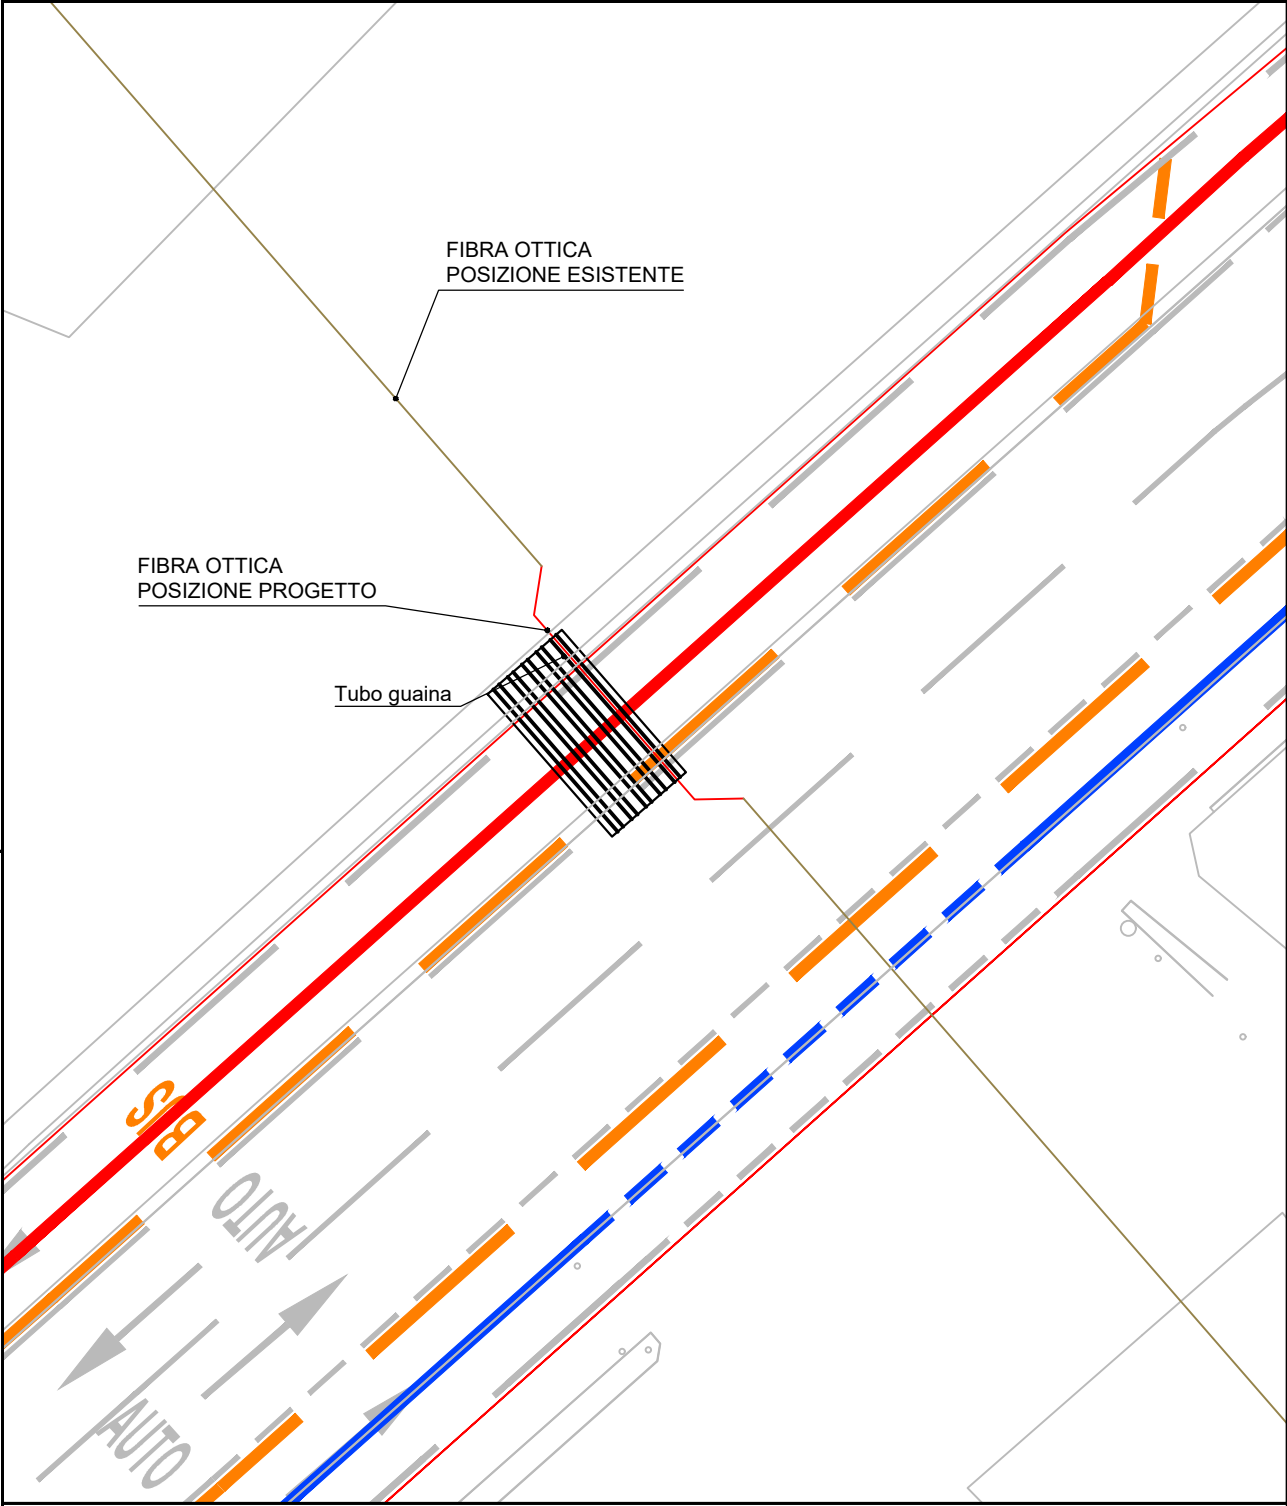 FIBRA OTTICA
POSIZIONE ESISTENTE
FIBRA OTTICA
POSIZIONE PROGETTO
Tubo guaina
BUS
AUTO
AUTO